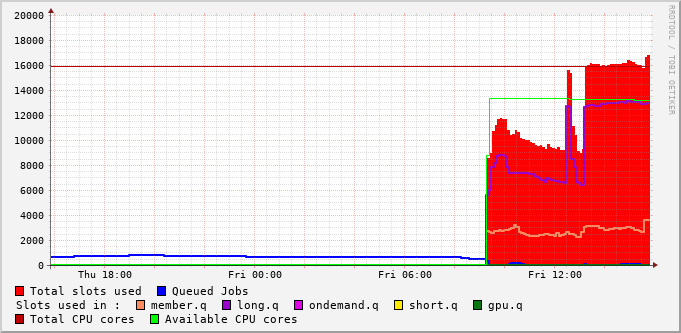 20000
18000
16000
14000
12000
10000
8000
6000
4000
2000
0
Thu 18:00 Fri 00:00 Fri 06:00 Fri 12:00
RRDTOOL / TOBI OETIKER
Total slots used Queued Jobs
Slots used in : member.q long.q ondemand.q short.q gpu.q
Total CPU cores Available CPU cores